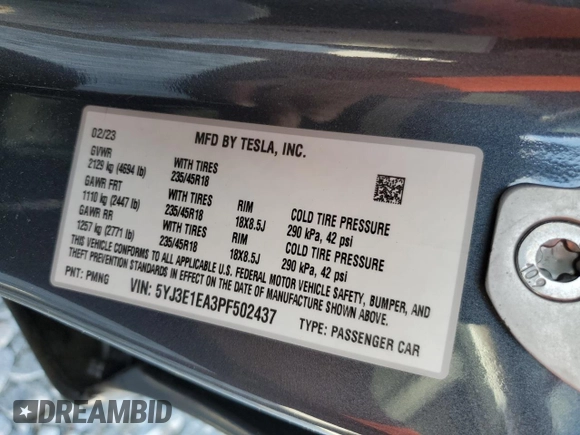 02/23 MFD BY TESLA, INC.
GVWR
2129 kg (4694 lb) WITH TIRES
GAWR FRT 235/45R18 RIM COLD TIRE PRESSURE
1110 kg (2447 lb) WITH TIRES 18X8.5J 290 kPa, 42 psi
GAWR RR 235/45R18 RIM COLD TIRE PRESSURE
1257 kg (2771 lb) WITH TIRES 18X8.5J 290 kPa, 42 psi
235/45R18
THIS VEHICLE CONFORMS TO ALL APPLICABLE U.S. FEDERAL MOTOR VEHICLE SAFETY, BUMPER, AND
THEFT PREVENTION STANDARDS IN EFFECT ON THE DATE OF MANUFACTURE SHOWN ABOVE.
PNT: PMNG VIN: 5YJ3E1EA3PF502437 TYPE: PASSENGER CAR
10.9
DREAMBID